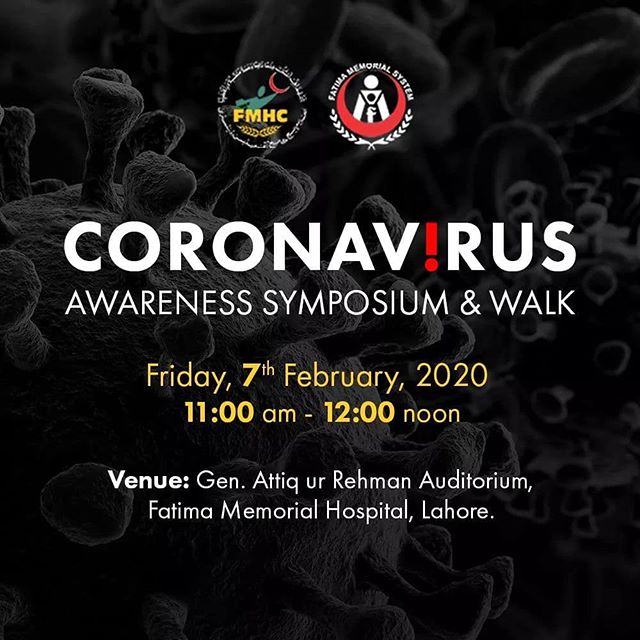 FMHC
FATIMA MEMORIAL SYSTEM
CORONAV!RUS
AWARENESS SYMPOSIUM & WALK
Friday, 7th February, 2020
11:00 am - 12:00 noon
Venue: Gen. Attiq ur Rehman Auditorium,
Fatima Memorial Hospital, Lahore.